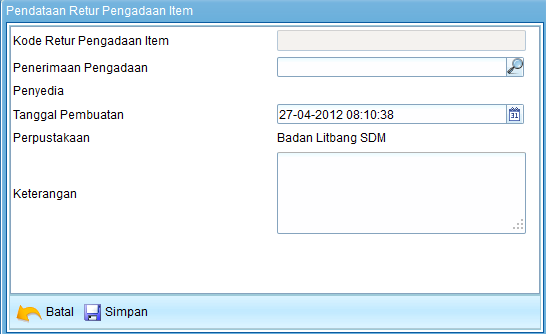 Pendataan Retur Pengadaan Item
Kode Retur Pengadaan Item
Penerimaan Pengadaan
Penyedia
Tanggal Pembuatan 27-04-2012 08:10:38 31
Perpustakaan Badan Litbang SDM
Keterangan
Batal Simpan